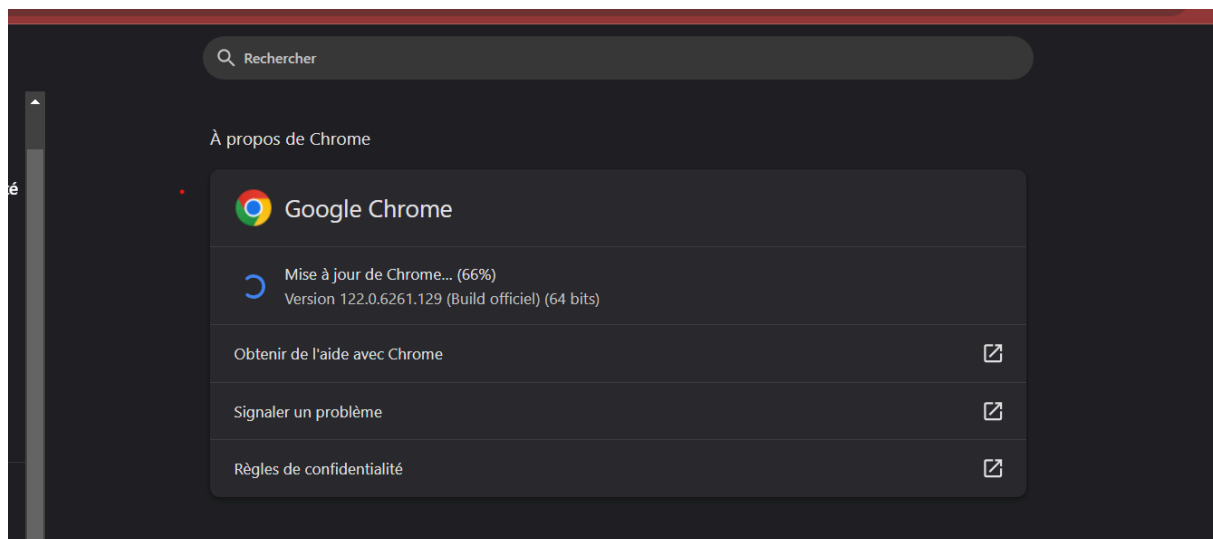 Rechercher
À propos de Chrome
té
Google Chrome
Mise à jour de Chrome... (66%)
Version 122.0.6261.129 (Build officiel) (64 bits)
Obtenir de l'aide avec Chrome
Signaler un problème
Règles de confidentialité